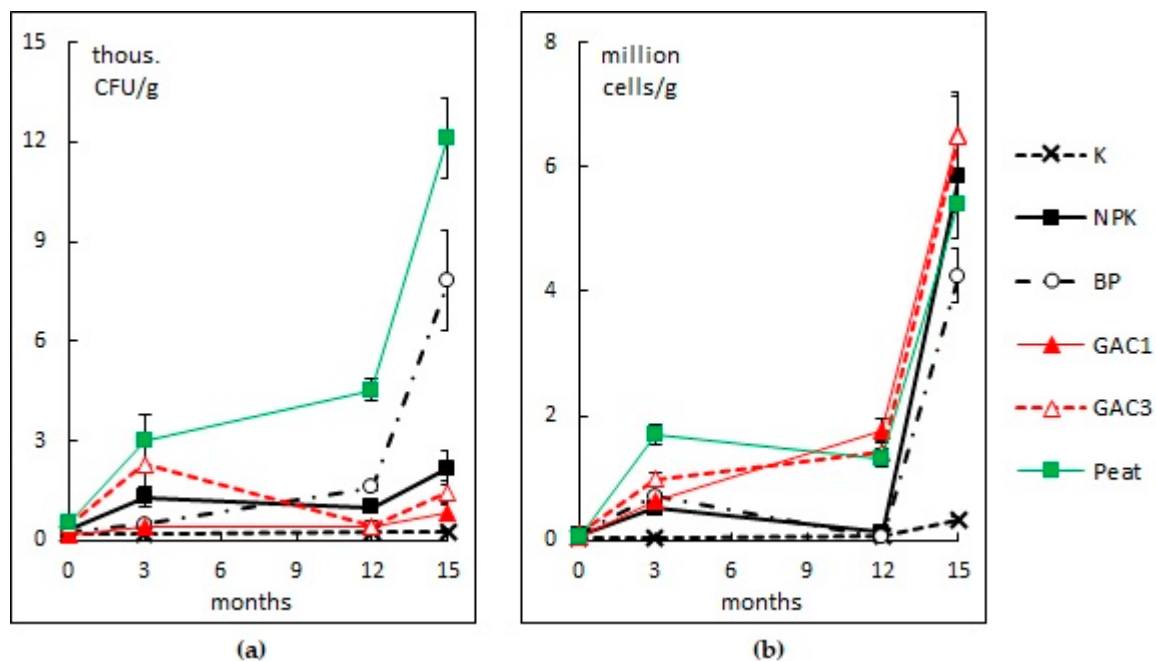 15
thous.
CFU/g
12
9
6
3
0
0 3 6 9 12 15
months
(a)
8
million
cells/g
6
4
2
0
0 3 6 9 12 15
months
(b)
K
NPK
BP
GAC1
GAC3
Peat